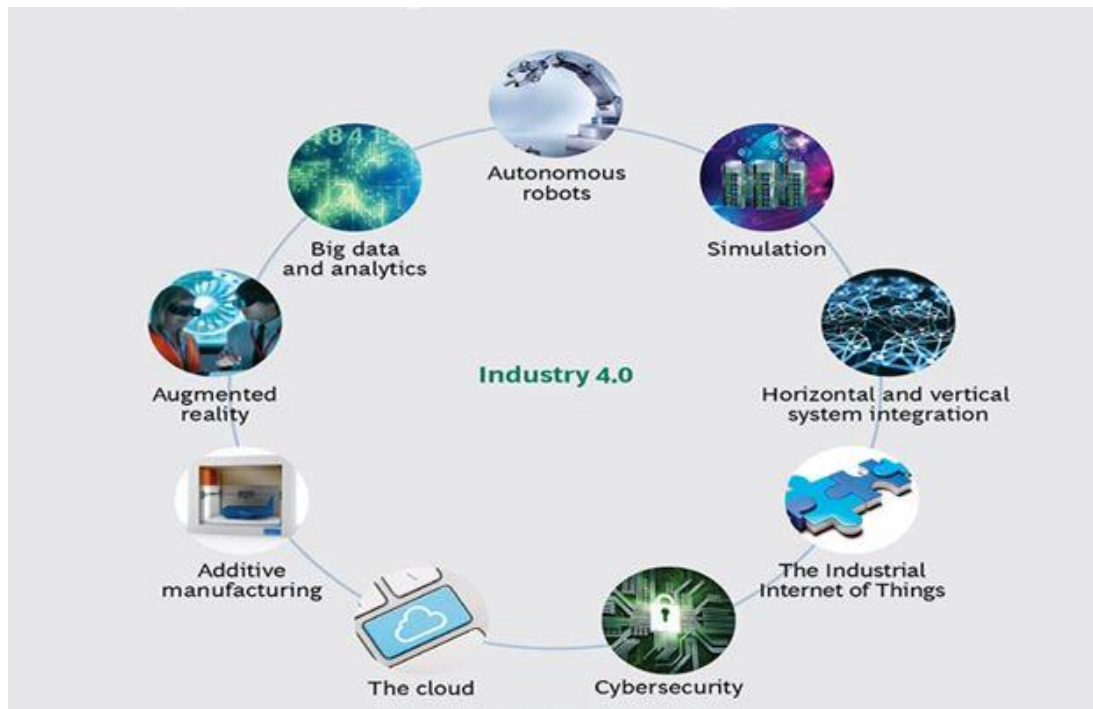 Autonomous
robots
Simulation
Horizontal and vertical
system integration
The Industrial
Internet of Things
Cybersecurity
The cloud
Additive
manufacturing
Augmented
reality
Big data
and analytics
Industry 4.0